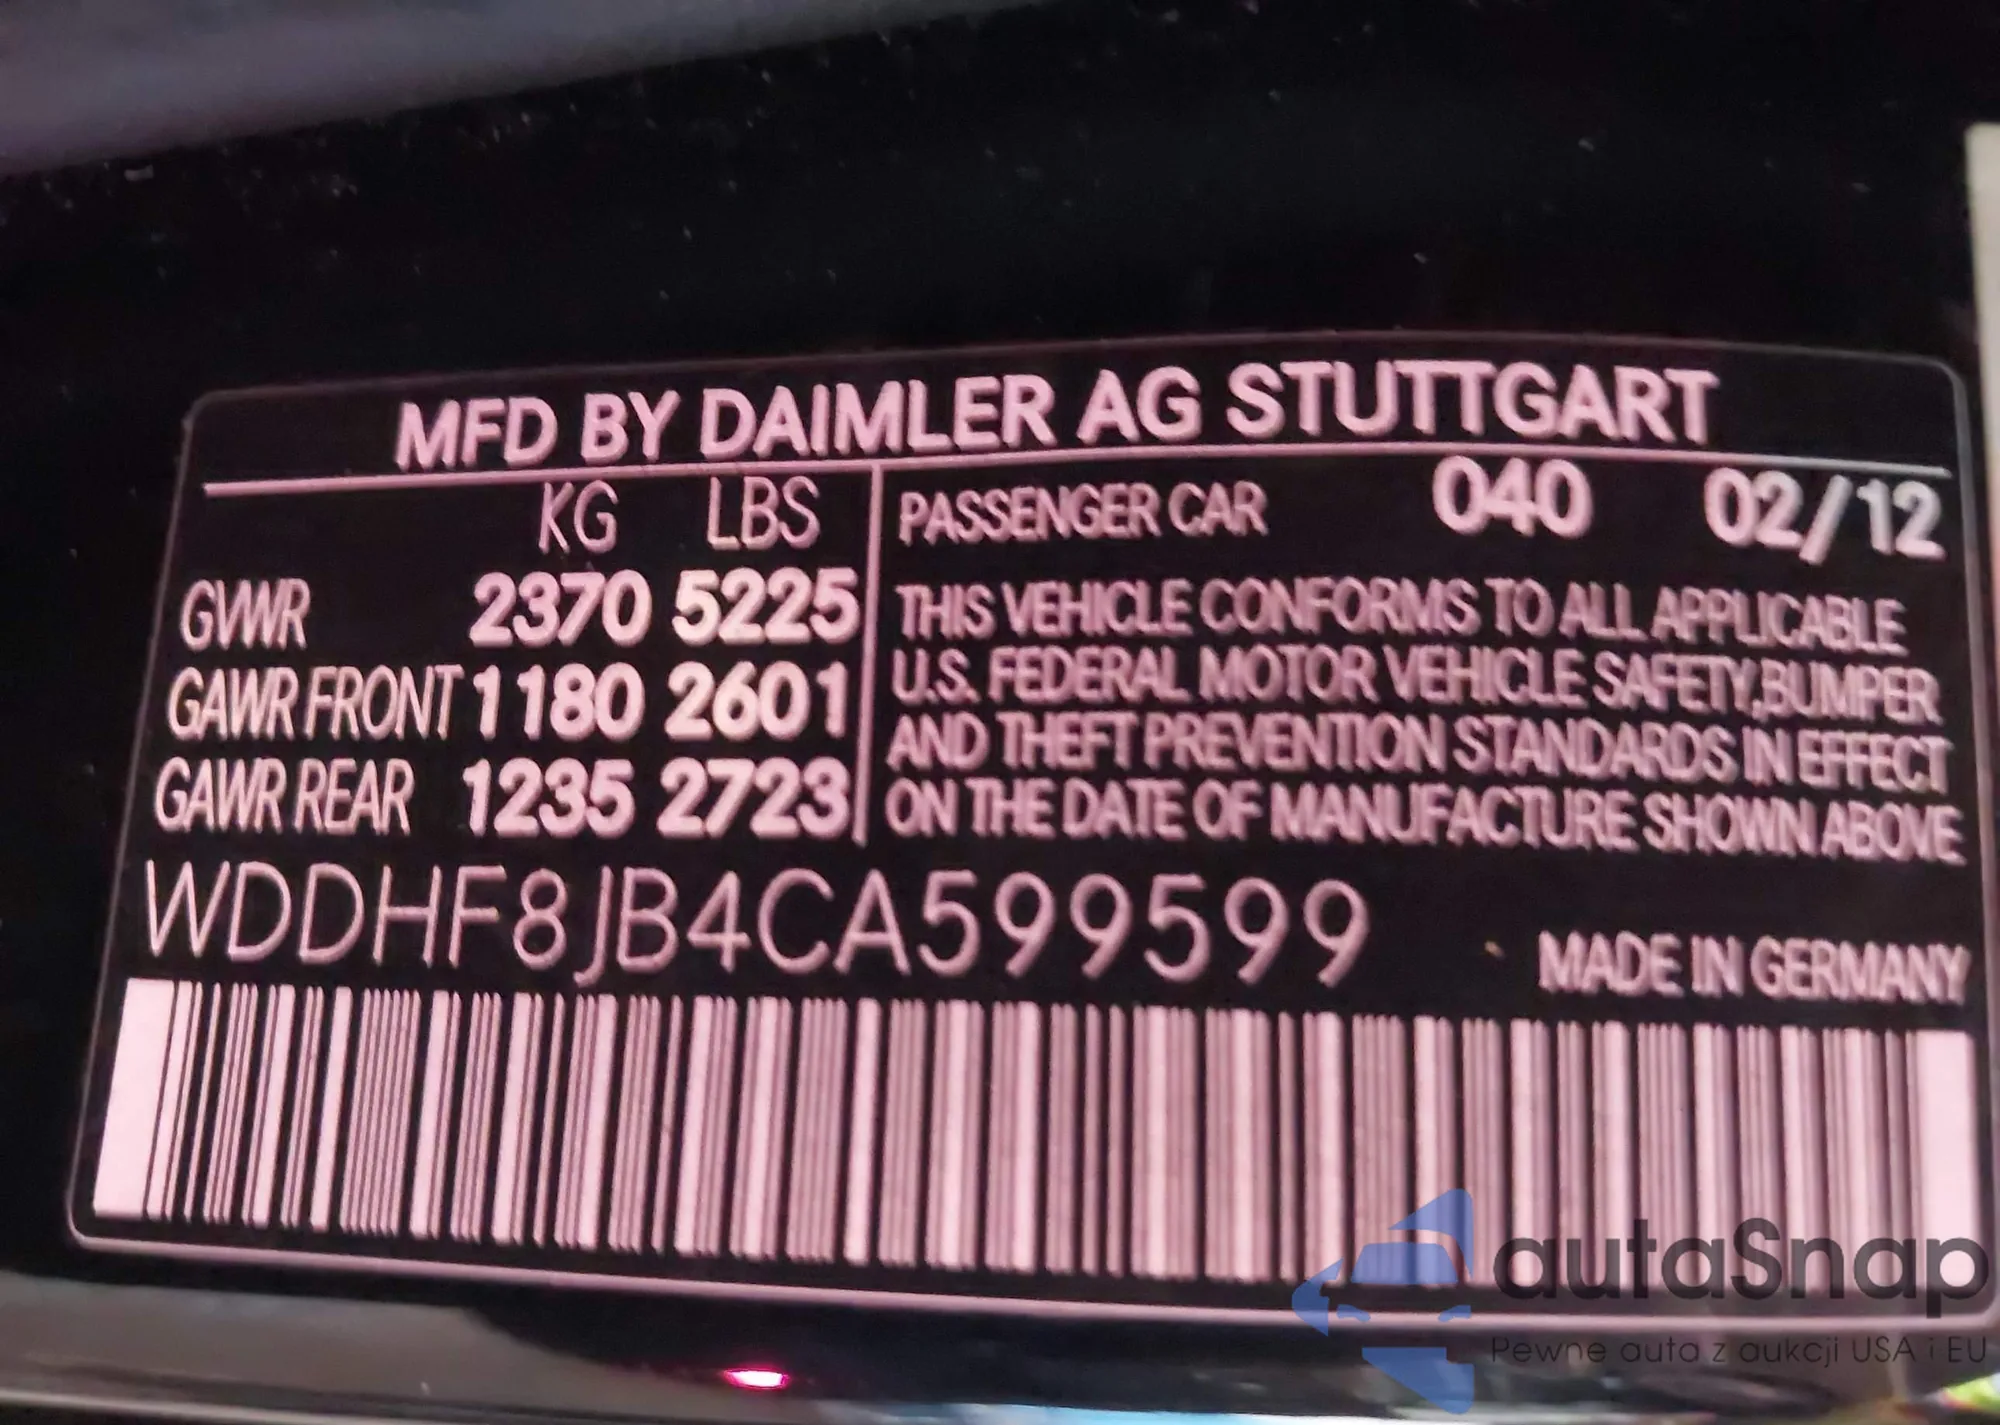 MFD BY DAIMLER AG STUTTGART
KG LBS
GVWR 2370 5225
GAWR FRONT 1180 2601
GAWR REAR 1235 2723
PASSENGER CAR 040 02/12
THIS VEHICLE CONFORMS TO ALL APPLICABLE
U.S. FEDERAL MOTOR VEHICLE SAFETY,BUMPER
AND THEFT PREVENTION STANDARDS IN EFFECT
ON THE DATE OF MANUFACTURE SHOWN ABOVE
WDDHF8JB4CA599599
MADE IN GERMANY
autaSnap
Pewne auta z aukcji USA i EU